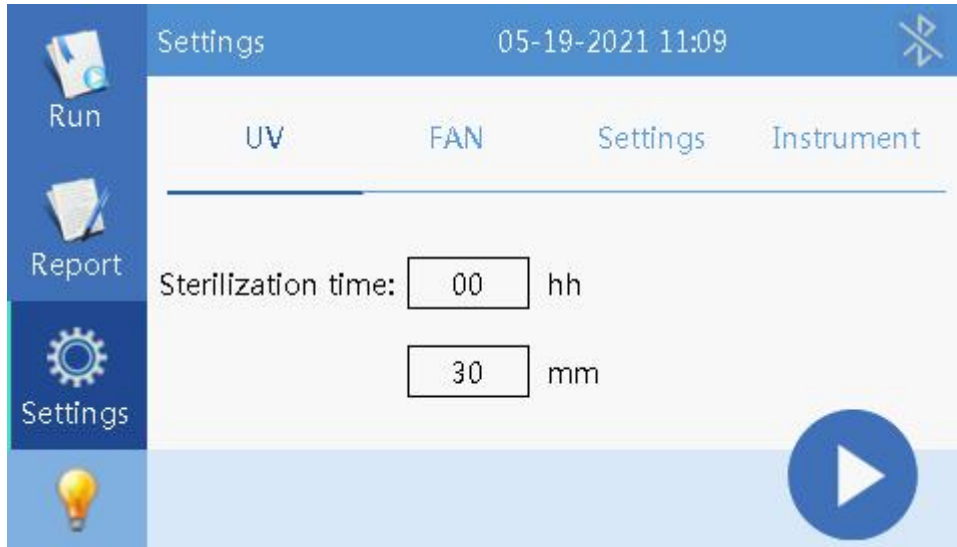 Settings 05-19-2021 11:09
Run
UV FAN Settings Instrument
Report
Sterilization time: 00 hh
30 mm
Settings